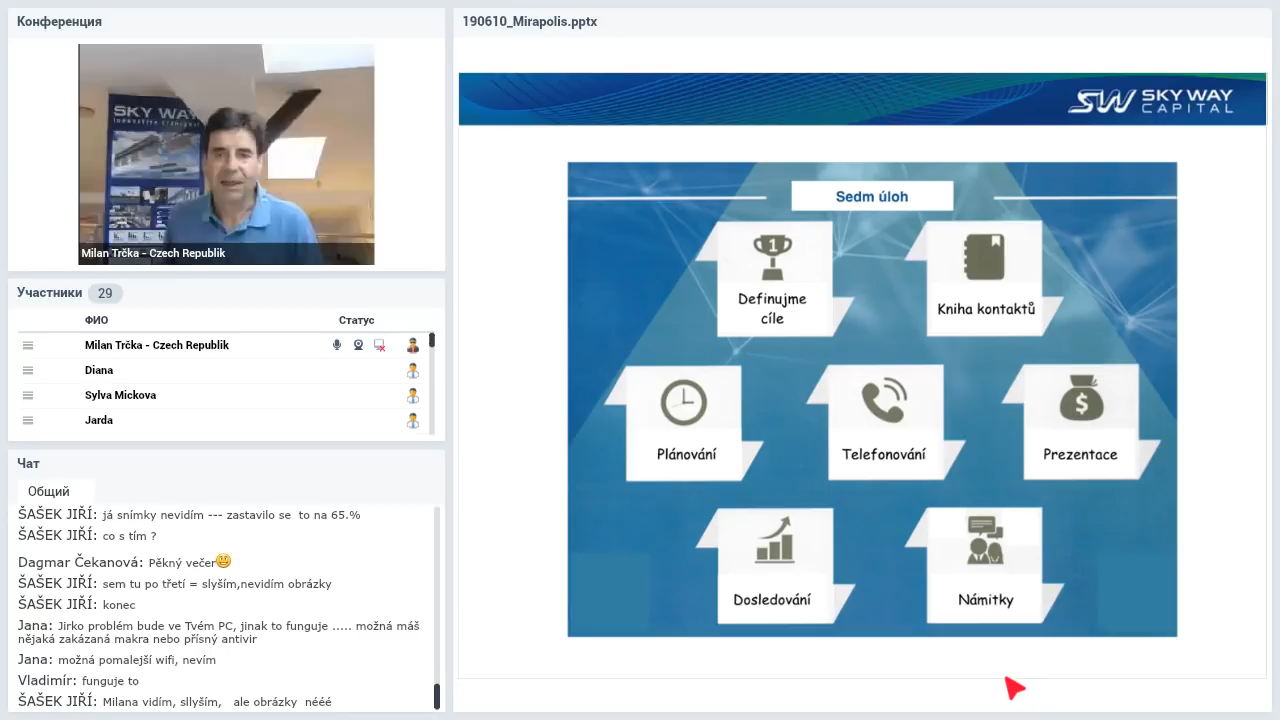 Конференция
SKY WAY
Milan Trčka - Czech Republik
Участники 29
ФИО Статус
Milan Trčka - Czech Republik
Diana
Sylva Mickova
Jarda
Чат
Общий
ŠAŠEK JIŘÍ: já snímky nevidím --- zastavilo se to na 65.%
ŠAŠEK JIŘÍ: co s tím ?
Dagmar Čekanová: Pěkný večer
ŠAŠEK JIŘÍ: sem tu po třetí = slyším,nevidím obrázky
ŠAŠEK JIŘÍ: konec
Jana: Jirko problém bude ve Tvém PC, jinak to funguje ..... možná máš
nějaká zakázaná makra nebo přísný antivir
Jana: možná pomalejší wifi, nevím
Vladimír: funguje to
ŠAŠEK JIŘÍ: Milana vidím, sllyším, ale obrázky nééé
190610_Mirapolis.pptx
SW SKY WAY
CAPITAL
Sedm úloh
1
Definujme
cíle
Kniha kontaktů
Plánování
Telefonování
$
Prezentace
Dosledování
Námitky